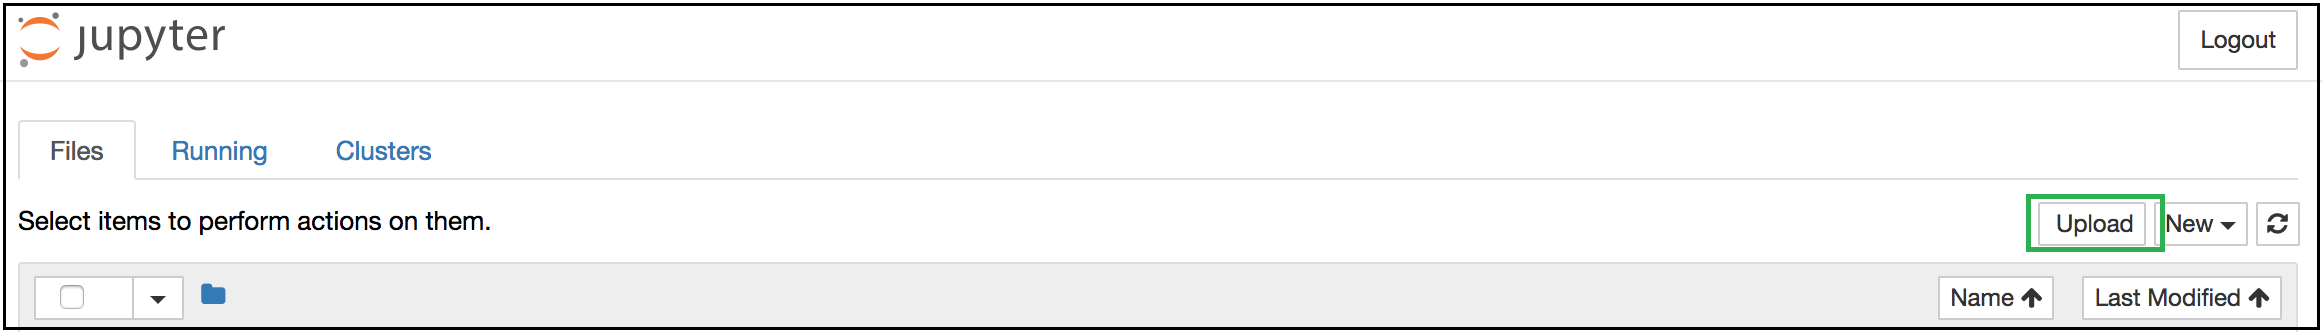 jupyter
Logout
Files
Running
Clusters
Select items to perform actions on them.
Upload
New
Name
Last Modified